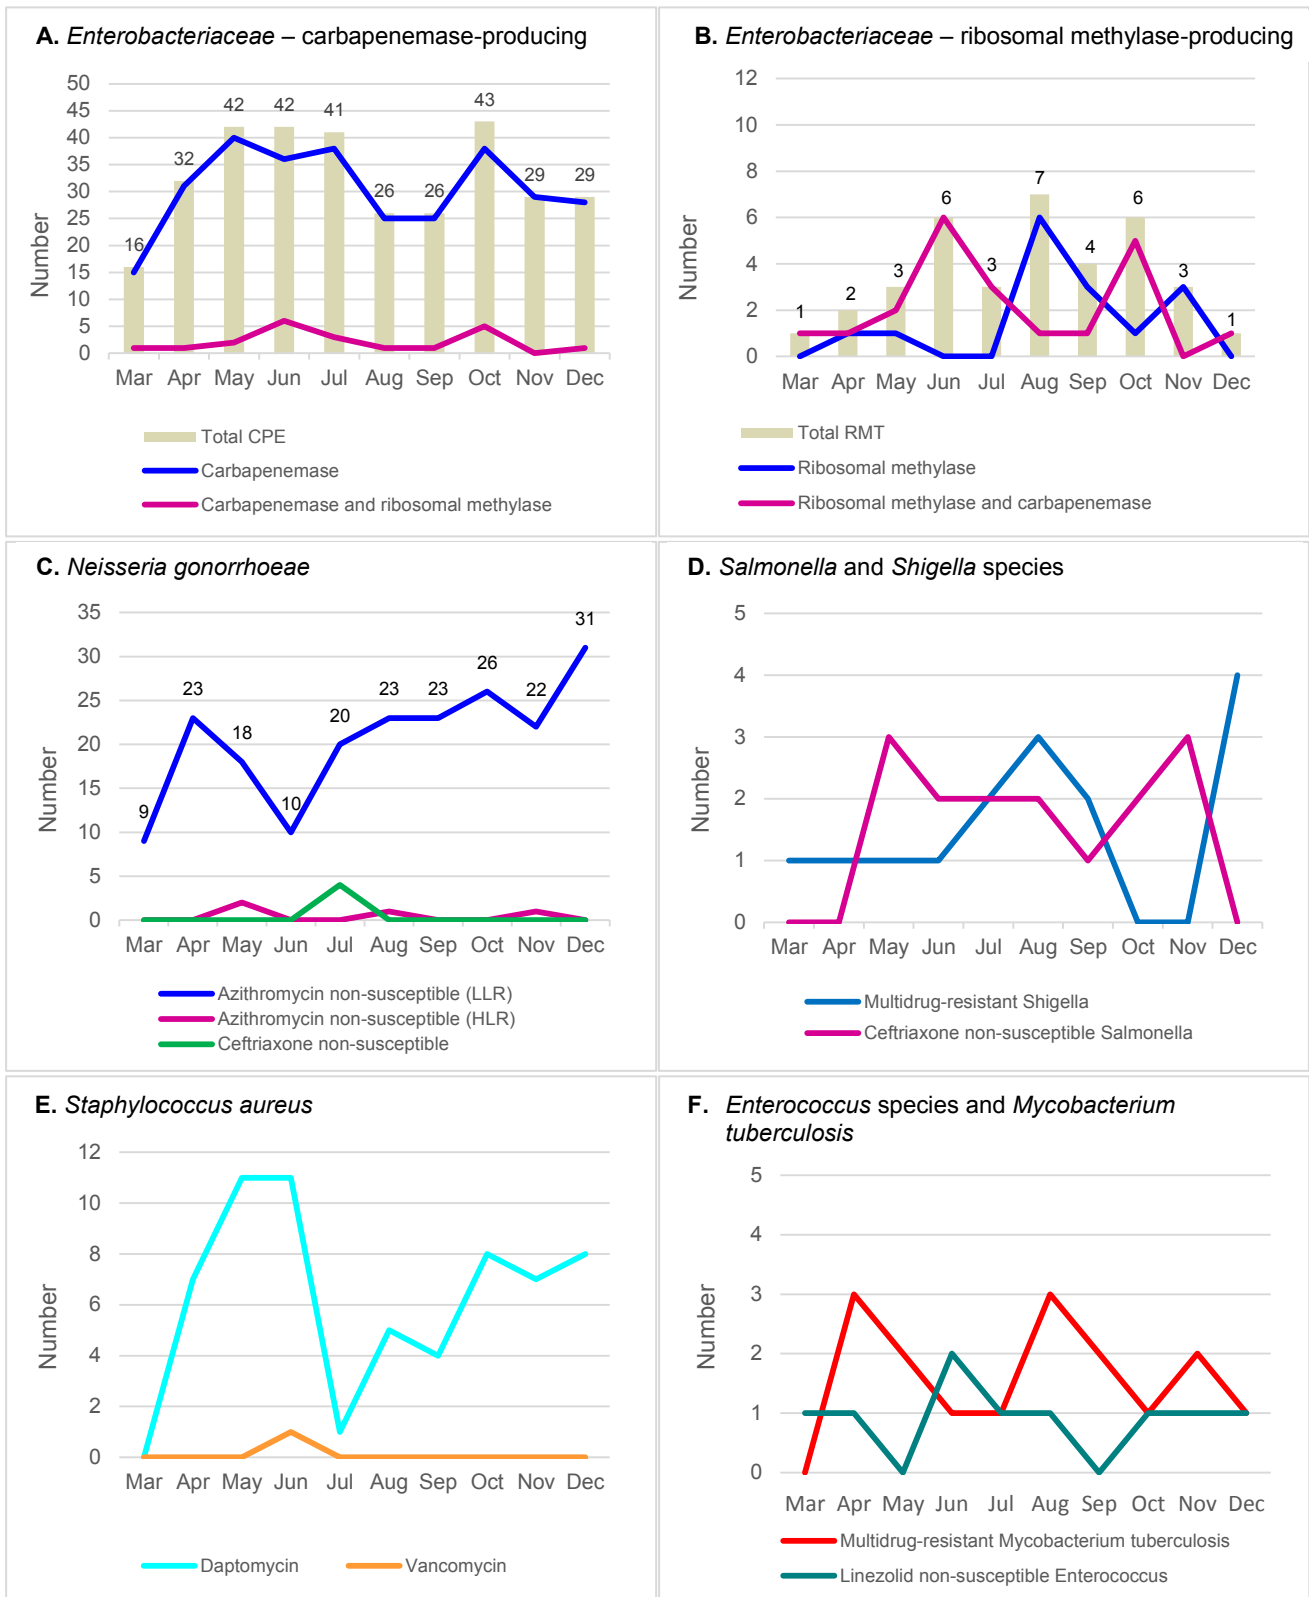 A. Enterobacteriaceae – carbapenemase-producing
50
45
40
35
30
25
20
15
10
5
0
Number
16
32
42
42
41
26
26
43
29
29
Mar Apr May Jun Jul Aug Sep Oct Nov Dec
Total CPE
Carbapenemase
Carbapenemase and ribosomal methylase
B. Enterobacteriaceae – ribosomal methylase-producing
12
10
8
6
4
2
0
Number
1
2
3
6
3
7
4
6
3
1
Mar Apr May Jun Jul Aug Sep Oct Nov Dec
Total RMT
Ribosomal methylase
Ribosomal methylase and carbapenemase
C. Neisseria gonorrhoeae
35
30
25
20
15
10
5
0
Number
9
23
18
10
20
23
23
26
22
31
Mar Apr May Jun Jul Aug Sep Oct Nov Dec
Azithromycin non-susceptible (LLR)
Azithromycin non-susceptible (HLR)
Ceftriaxone non-susceptible
D. Salmonella and Shigella species
5
4
3
2
1
0
Number
Mar Apr May Jun Jul Aug Sep Oct Nov Dec
Multidrug-resistant Shigella
Ceftriaxone non-susceptible Salmonella
E. Staphylococcus aureus
12
10
8
6
4
2
0
Number
Mar Apr May Jun Jul Aug Sep Oct Nov Dec
Daptomycin Vancomycin
F. Enterococcus species and Mycobacterium
tuberculosis
5
4
3
2
1
0
Number
Mar Apr May Jun Jul Aug Sep Oct Nov Dec
Multidrug-resistant Mycobacterium tuberculosis
Linezolid non-susceptible Enterococcus